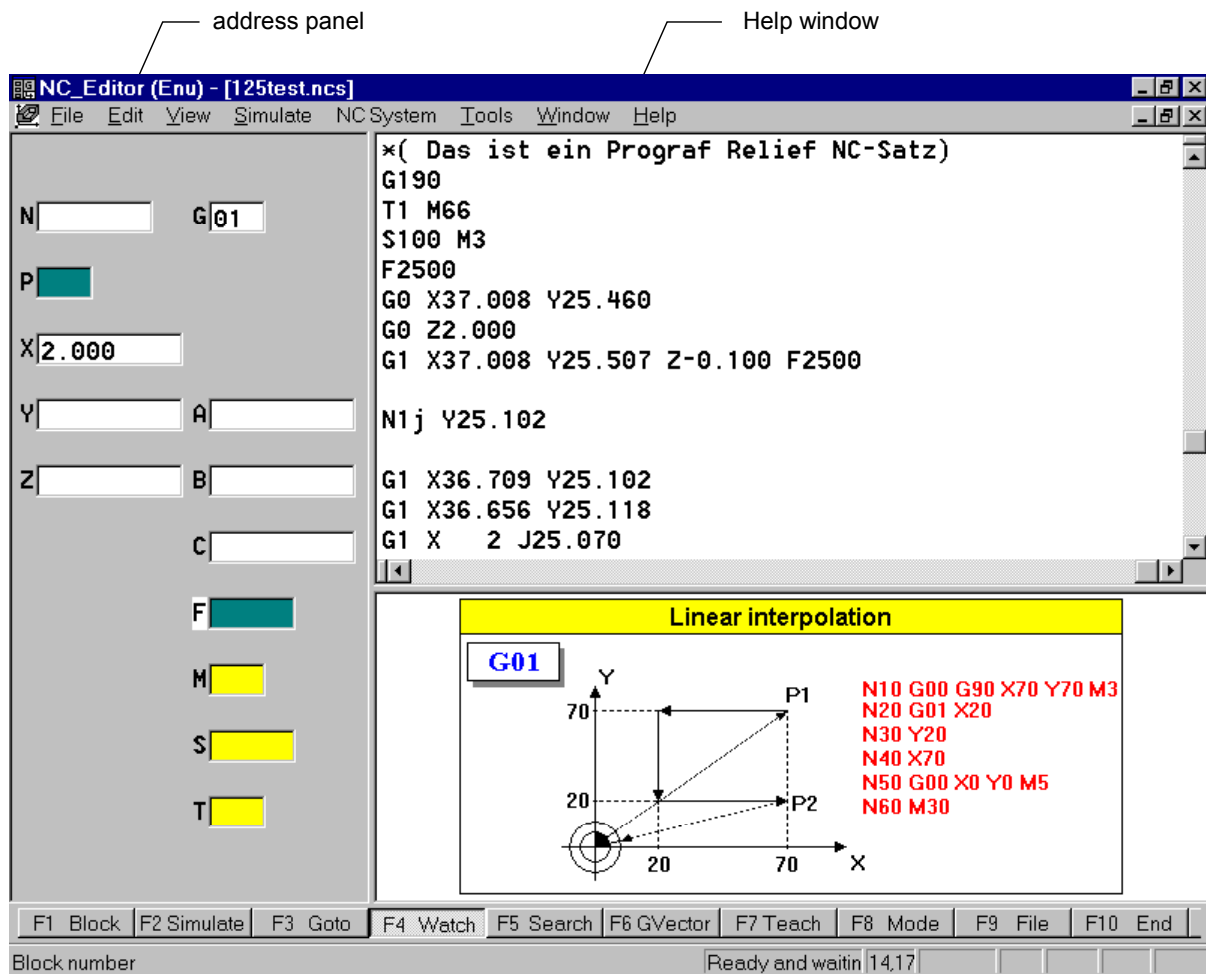 address panel
Help window
NC_Editor (Enu) - [125test.ncs]
File Edit View Simulate NC System Tools Window Help
N G 01
P
X 2.000
Y A
Z B
C
F
M
S
T
*( Das ist ein Prograf Relief NC-Satz)
G190
T1 M66
S100 M3
F2500
G0 X37.008 Y25.460
G0 Z2.000
G1 X37.008 Y25.507 Z-0.100 F2500
N1j Y25.102
G1 X36.709 Y25.102
G1 X36.656 Y25.118
G1 X   2 J25.070
Linear interpolation
G01
Y
70
P1
20
P2
20 70 X
N10 G00 G90 X70 Y70 M3
N20 G01 X20
N30 Y20
N40 X70
N50 G00 X0 Y0 M5
N60 M30
F1 Block F2 Simulate F3 Goto F4 Watch F5 Search F6 GVector F7 Teach F8 Mode F9 File F10 End
Block number Ready and waitin 14,17